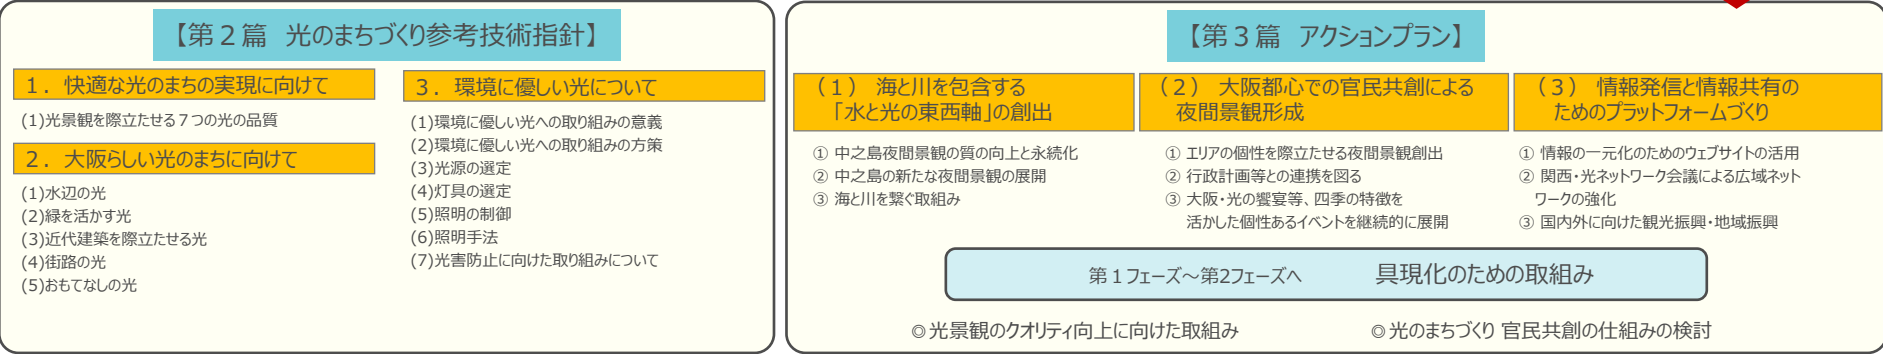 【第２篇　光のまちづくり参考技術指針】
１．快適な光のまちの実現に向けて
(1)光景観を際立たせる７つの光の品質
２．大阪らしい光のまちに向けて
(1)水辺の光
(2)緑を活かす光
(3)近代建築を際立たせる光
(4)街路の光
(5)おもてなしの光
３．環境に優しい光について
(1)環境に優しい光への取り組みの意義
(2)環境に優しい光への取り組みの方策
(3)光源の選定
(4)灯具の選定
(5)照明の制御
(6)照明手法
(7)光害防止に向けた取り組みについて
【第３篇　アクションプラン】
（１） 海と川を包含する
「水と光の東西軸」の創出
① 中之島夜間景観の質の向上と永続化
② 中之島の新たな夜間景観の展開
③ 海と川を繋ぐ取組み
（２） 大阪都心での官民共創による
夜間景観形成
① エリアの個性を際立たせる夜間景観創出
② 行政計画等との連携を図る
③ 大阪・光の饗宴等、四季の特徴を
活かした個性あるイベントを継続的に展開
（３） 情報発信と情報共有の
ためのプラットフォームづくり
① 情報の一元化のためのウェブサイトの活用
② 関西・光ネットワーク会議による広域ネット
ワークの強化
③ 国内外に向けた観光振興・地域振興
第１フェーズ～第2フェーズへ　具現化のための取組み
◎光景観のクオリティ向上に向けた取組み
◎光のまちづくり 官民共創の仕組みの検討